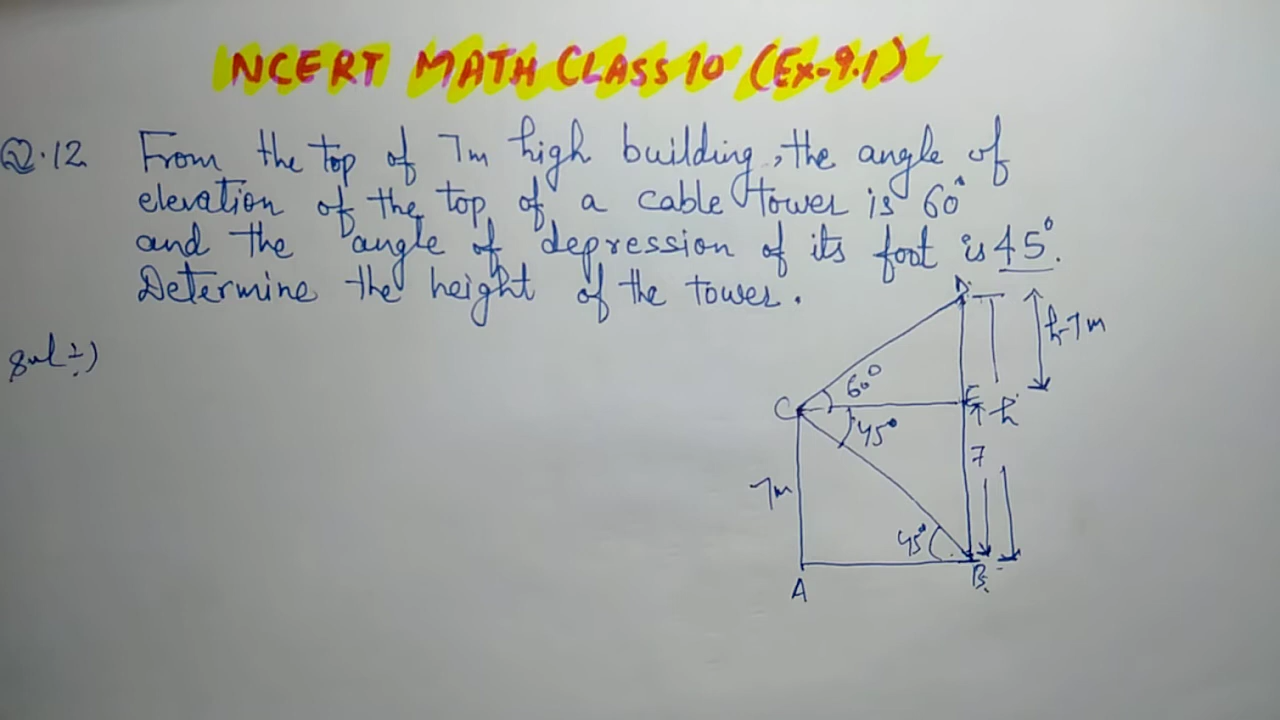 NCERT MATH CLASS 10 (Ex-9.1)
Q.12 From the top of 7m high building, the angle of
elevation of the top of a cable tower is 60°
and the angle of depression of its foot is 45°.
Determine the height of the tower.
Sol:-)
D
h-7m
60°
C
E
h
45°
7
7m
45°
A
B